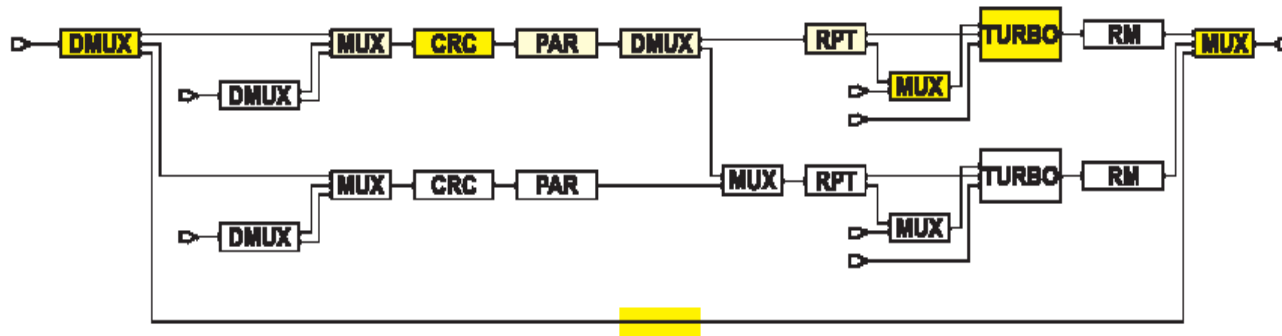 DMUX MUX CRC PAR DMUX RPT TURBO RM MUX
DMUX MUX
MUX CRC PAR MUX RPT TURBO RM
DMUX MUX